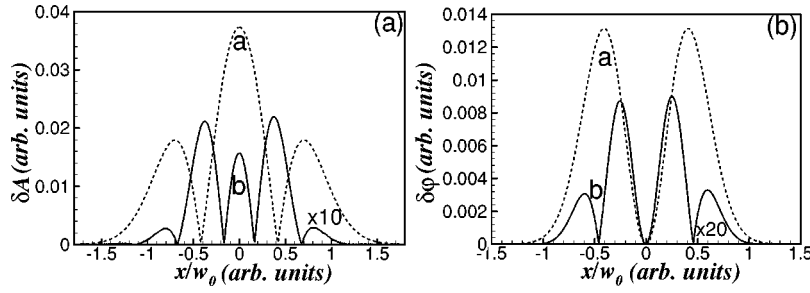 (a)
0.04
0.03
0.02
0.01
0
δA (arb. units)
a
b
x10
-1.5 -1 -0.5 0 0.5 1 1.5
x/w₀ (arb. units)
(b)
0.014
0.012
0.01
0.008
0.006
0.004
0.002
0
δφ (arb. units)
a
b
x20
-1.5 -1 -0.5 0 0.5 1 1.5
x/w₀ (arb. units)